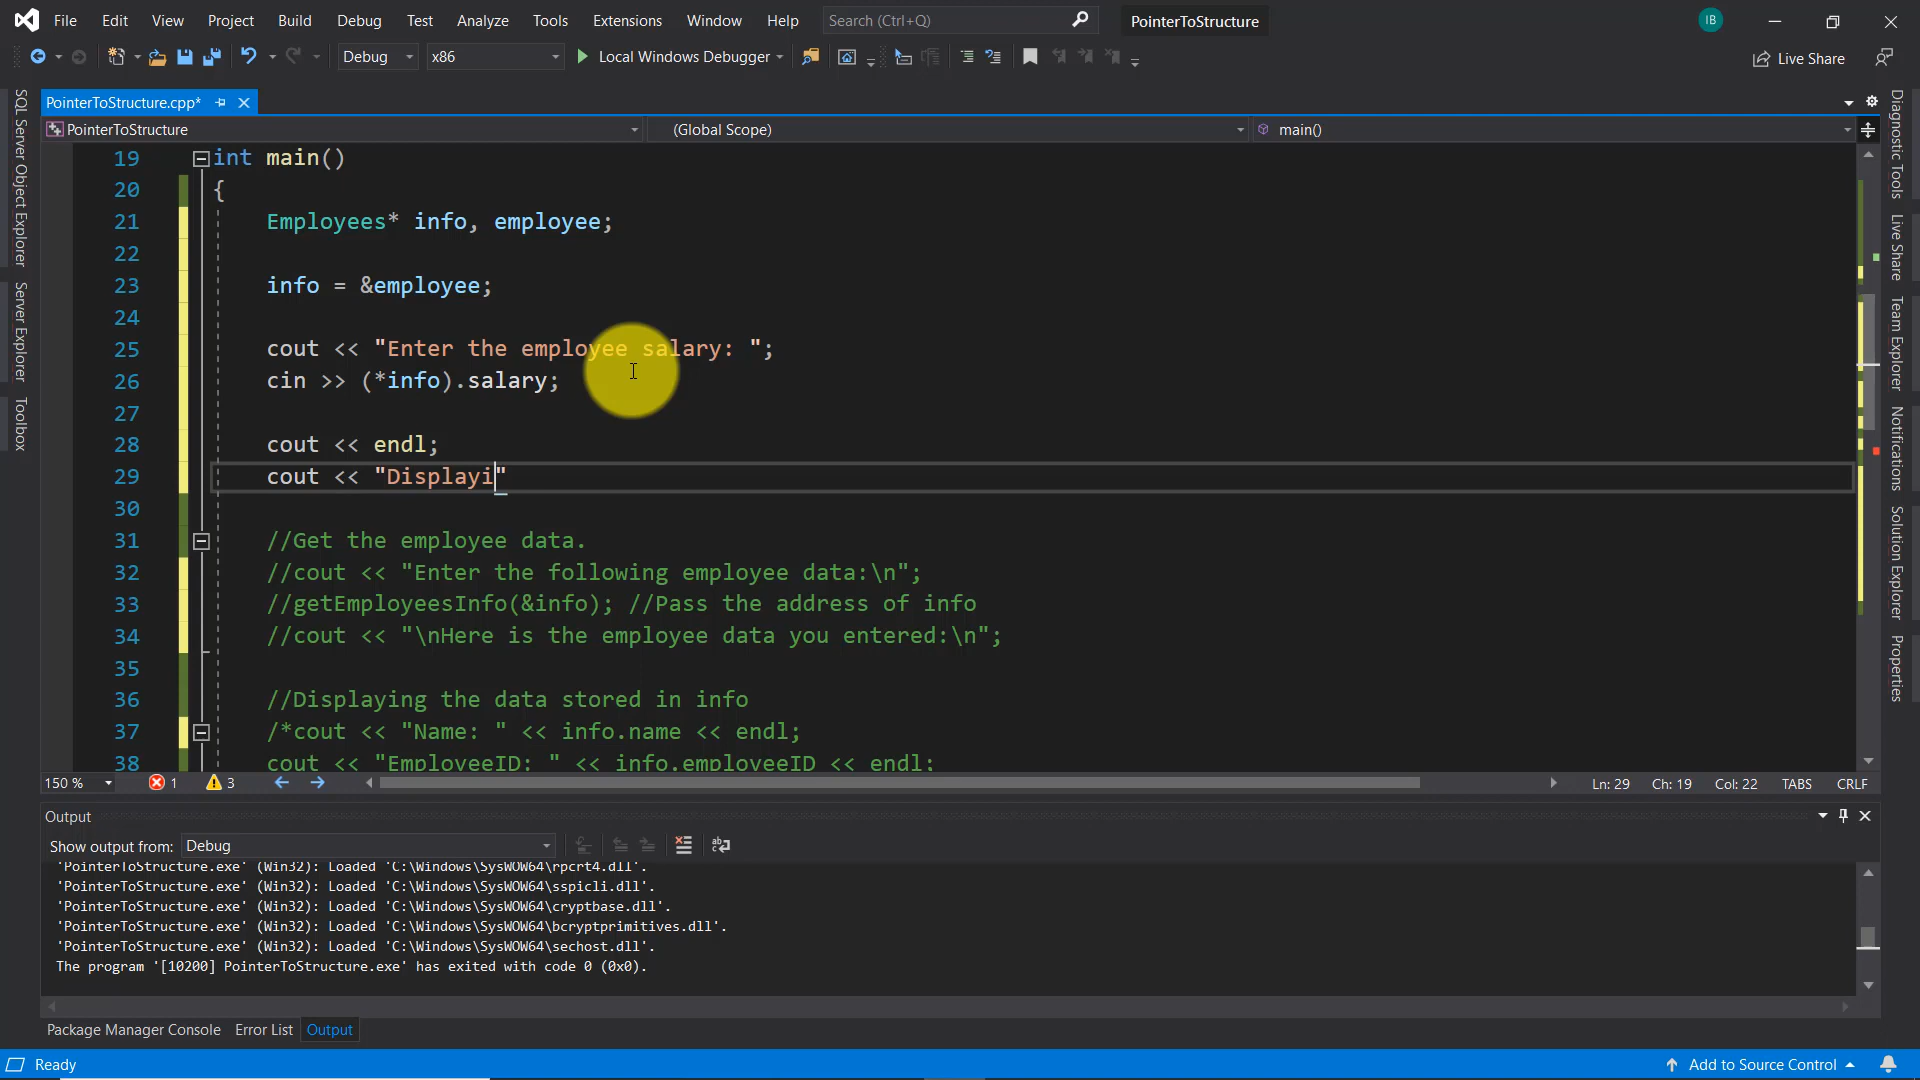 File Edit View Project Build Debug Test Analyze Tools Extensions Window Help Search (Ctrl+Q) PointerToStructure IB
Debug x86 Local Windows Debugger Live Share
PointerToStructure.cpp*
PointerToStructure (Global Scope) main()
19 int main()
20 {
21 Employees* info, employee;
22
23 info = &employee;
24
25 cout << "Enter the employee salary: ";
26 cin >> (*info).salary;
27
28 cout << endl;
29 cout << "Displayi"
30
31 //Get the employee data.
32 //cout << "Enter the following employee data:\n";
33 //getEmployeesInfo(&info); //Pass the address of info
34 //cout << "\nHere is the employee data you entered:\n";
35
36 //Displaying the data stored in info
37 /*cout << "Name: " << info.name << endl;
38 cout << "EmployeeID: " << info.employeeID << endl;
150 % 1 3 Ln: 29 Ch: 19 Col: 22 TABS CRLF
Output
Show output from: Debug
'PointerToStructure.exe' (Win32): Loaded 'C:\Windows\SysWOW64\rpcrt4.dll'.
'PointerToStructure.exe' (Win32): Loaded 'C:\Windows\SysWOW64\sspicli.dll'.
'PointerToStructure.exe' (Win32): Loaded 'C:\Windows\SysWOW64\cryptbase.dll'.
'PointerToStructure.exe' (Win32): Loaded 'C:\Windows\SysWOW64\bcryptprimitives.dll'.
'PointerToStructure.exe' (Win32): Loaded 'C:\Windows\SysWOW64\sechost.dll'.
The program '[10200] PointerToStructure.exe' has exited with code 0 (0x0).
Package Manager Console Error List Output
Ready Add to Source Control
SQL Server Object Explorer
Server Explorer
Toolbox
Diagnostic Tools
Live Share
Team Explorer
Notifications
Solution Explorer
Properties